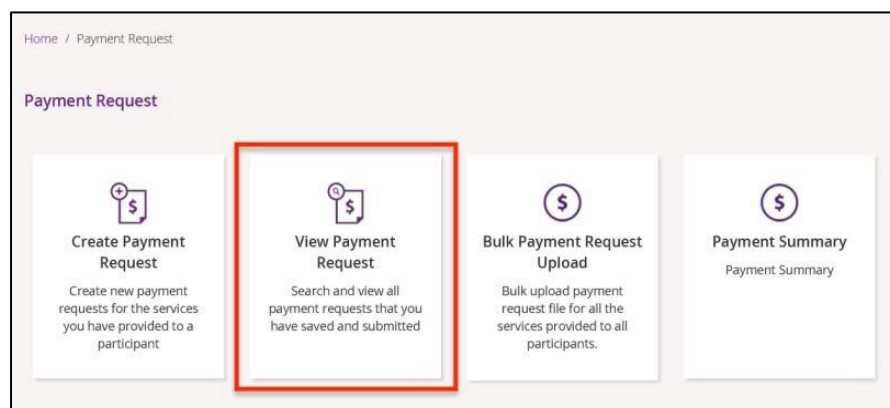 Home / Payment Request
Payment Request
Create Payment
Request
Create new payment
requests for the services
you have provided to a
participant
View Payment
Request
Search and view all
payment requests that you
have saved and submitted
Bulk Payment Request
Upload
Bulk upload payment
request file for all the
services provided to all
participants.
Payment Summary
Payment Summary